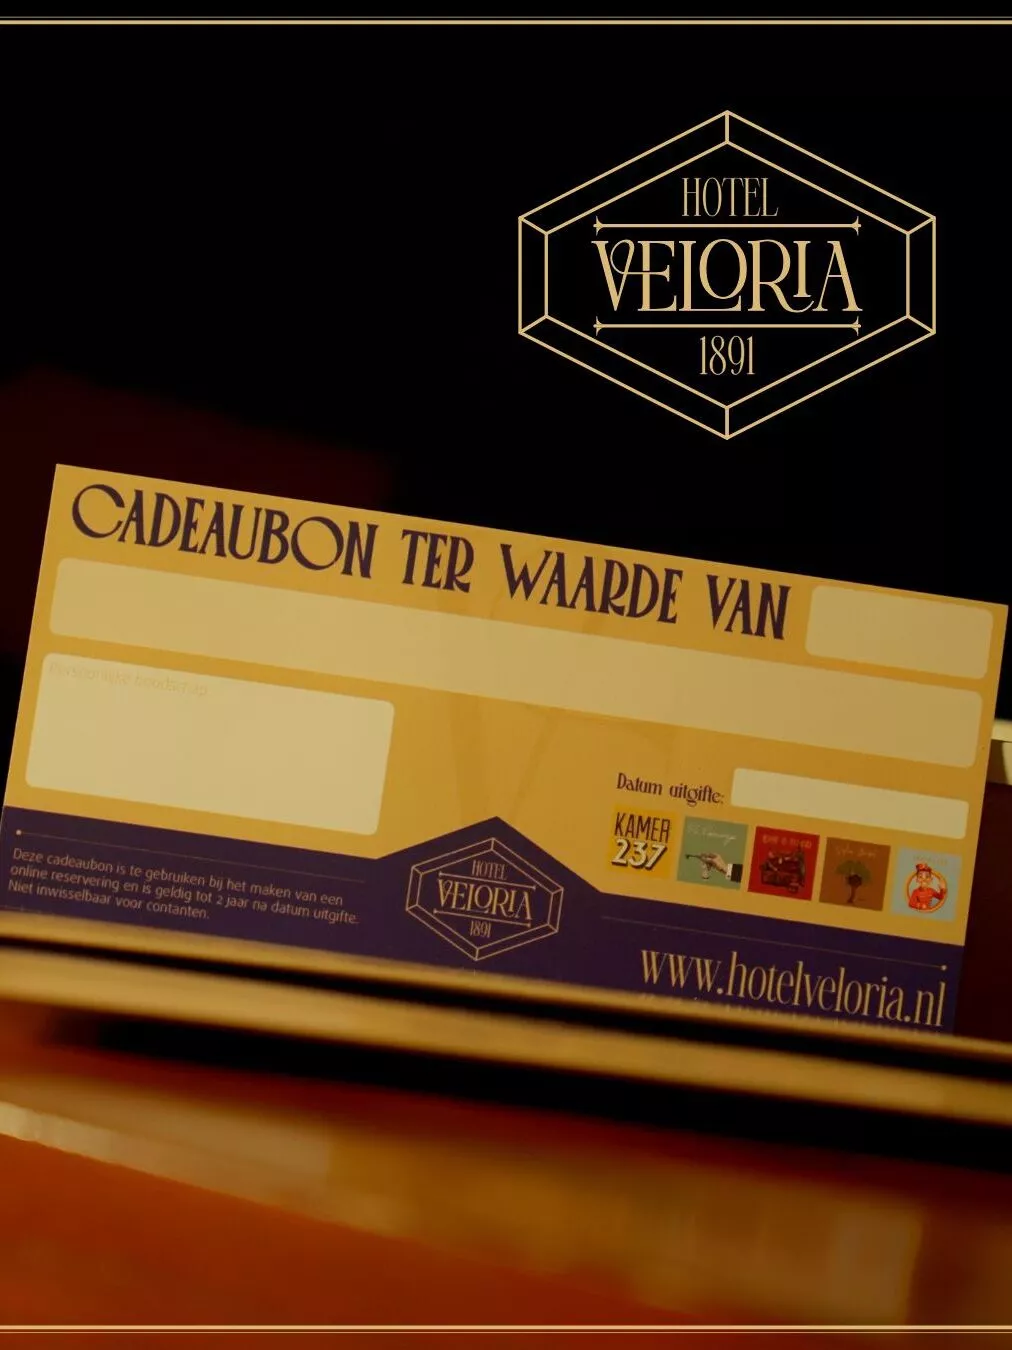 HOTEL
VELORIA
1891
CADEAUBON TER WAARDE VAN
Persoonlijke boodschap
Datum uitgifte:
KAMER
237
Deze cadeaubon is te gebruiken bij het maken van een
online reservering en is geldig tot 2 jaar na datum uitgifte.
Niet inwisselbaar voor contanten.
HOTEL
VELORIA
1891
www.hotelveloria.nl